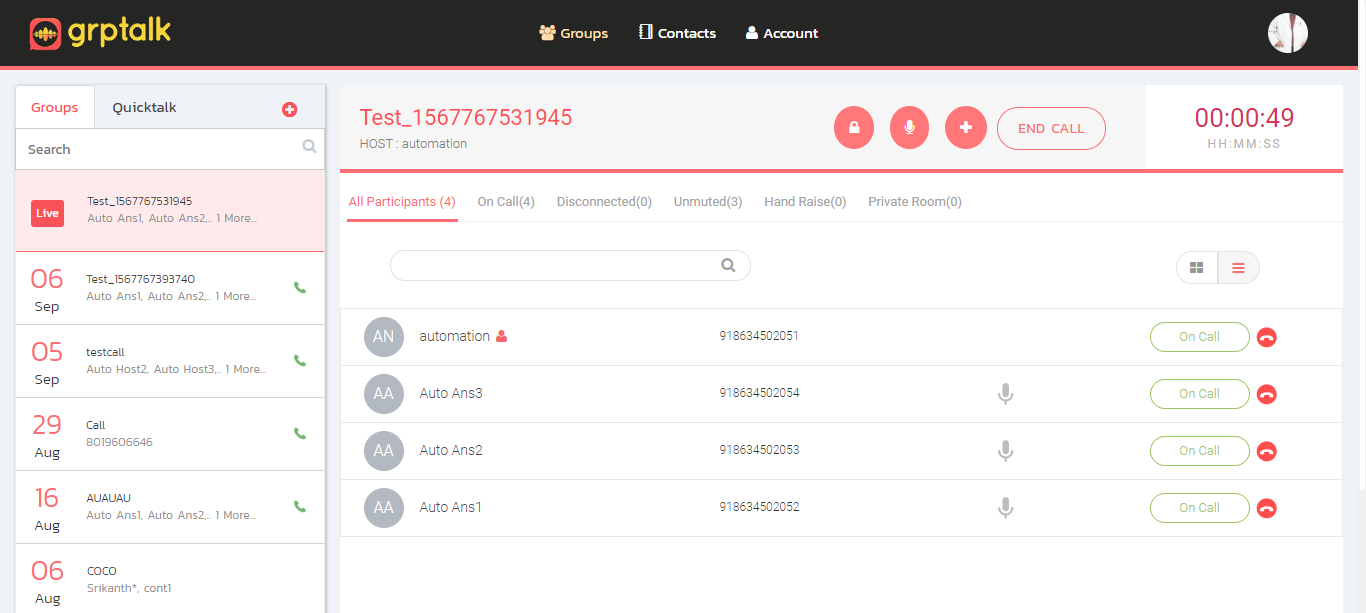 grptalk
Groups
Contacts
Account
Groups
Quicktalk
Search
Live
Test_1567767531945
Auto Ans1, Auto Ans2,.. 1 More...
06
Sep
Test_1567767393740
Auto Ans1, Auto Ans2,.. 1 More...
05
Sep
testcall
Auto Host2, Auto Host3,.. 1 More...
29
Aug
Call
8019606646
16
Aug
AUAUAU
Auto Ans1, Auto Ans2,.. 1 More...
06
Aug
COCO
Srikanth*, cont1
Test_1567767531945
HOST : automation
END CALL
00:00:49
HH:MM:SS
All Participants (4)
On Call(4)
Disconnected(0)
Unmuted(3)
Hand Raise(0)
Private Room(0)
AN
automation
918634502051
On Call
AA
Auto Ans3
918634502054
On Call
AA
Auto Ans2
918634502053
On Call
AA
Auto Ans1
918634502052
On Call